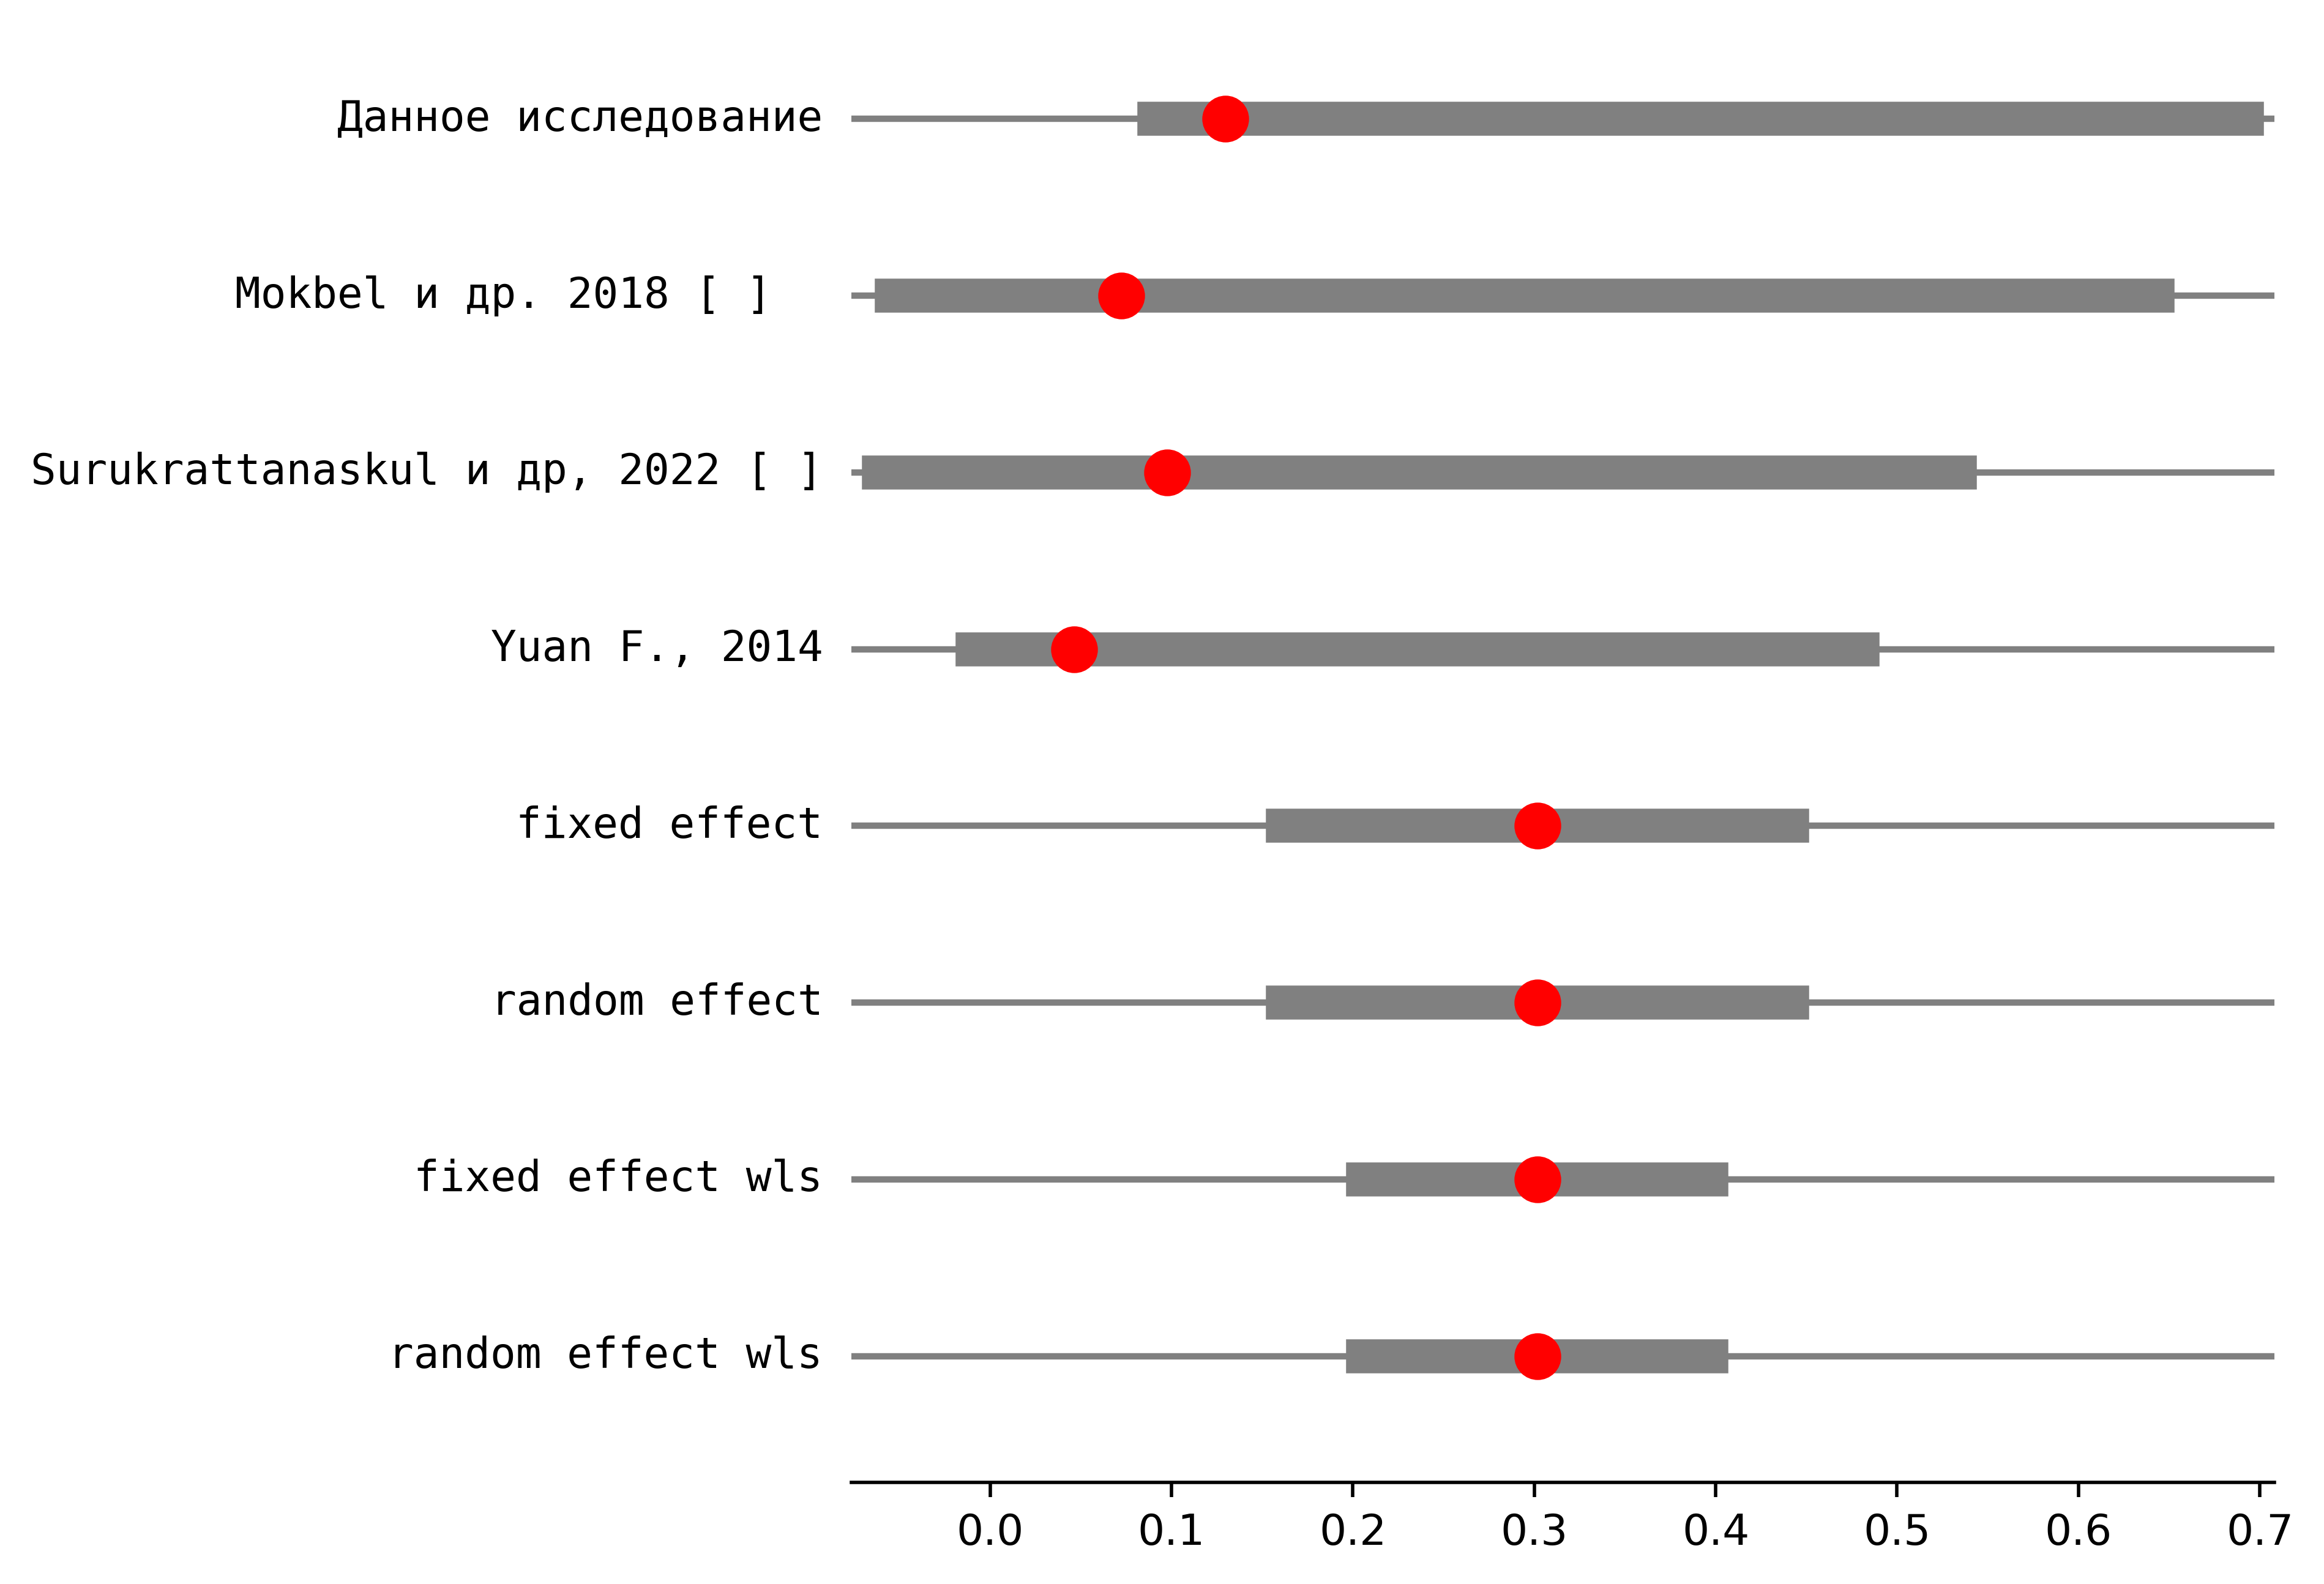 Данное исследование
Mokbel и др. 2018 [ ]
Surukrattanaskul и др, 2022 [ ]
Yuan F., 2014
fixed effect
random effect
fixed effect wls
random effect wls
0.0 0.1 0.2 0.3 0.4 0.5 0.6 0.7